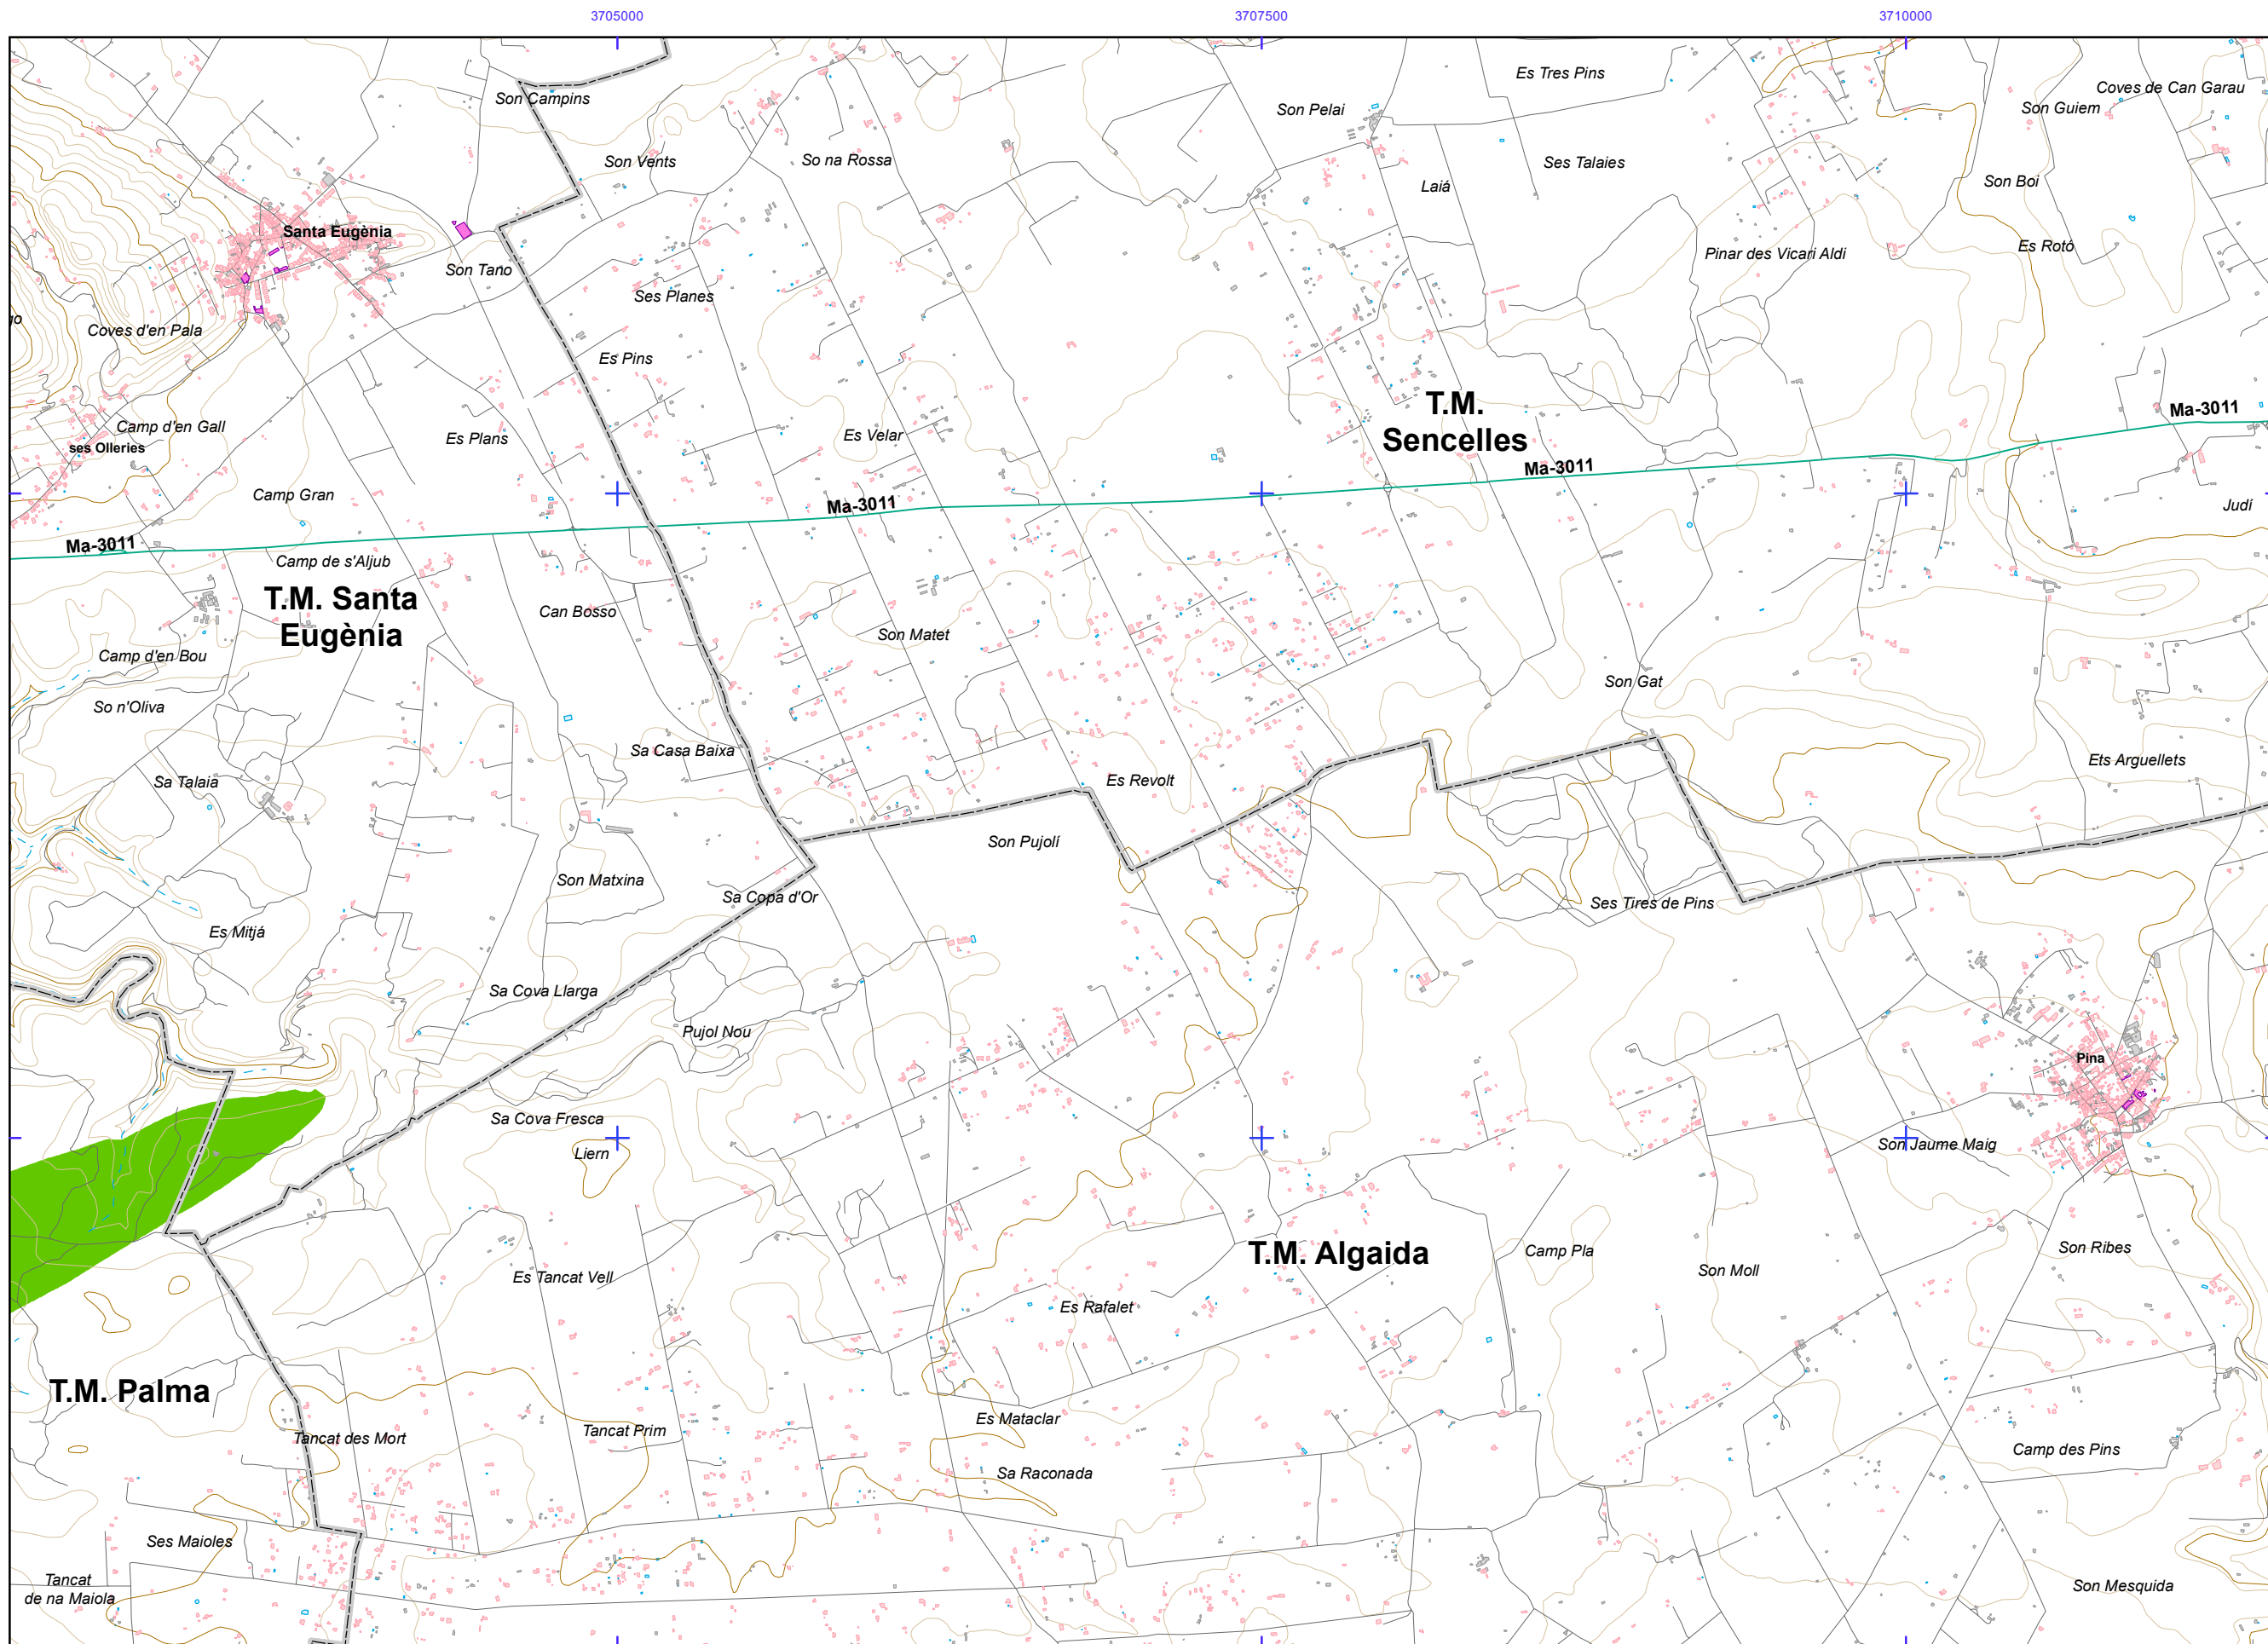 3705000
3707500
3710000
Es Tres Pins
Coves de Can Garau
Son Campins
Son Guiem
Son Pelai
Son Vents
So na Rossa
Ses Talaies
Laiá
Son Boi
Santa Eugènia
Es Rotó
Pinar des Vicari Aldi
Son Tano
Ses Planes
go
Coves d'en Pala
Es Pins
T.M.
Sencelles
Ma-3011
Camp d'en Gall
Es Plans
Es Velar
ses Olleries
Ma-3011
Camp Gran
Ma-3011
Judí
Ma-3011
Camp de s'Aljub
T.M. Santa
Eugènia
Can Bosso
Son Matet
Camp d'en Bou
Son Gat
So n'Oliva
Sa Casa Baixa
Ets Arguellets
Sa Talaia
Es Revolt
Son Pujolí
Son Matxina
Sa Copa d'Or
Ses Tires de Pins
Es Mitjá
Sa Cova Llarga
Pujol Nou
Pina
Sa Cova Fresca
Son Jaume Maig
Liern
T.M. Algaida
Camp Pla
Son Ribes
Son Moll
Es Tancat Vell
Es Rafalet
T.M. Palma
Es Mataclar
Tancat Prim
Tancat des Mort
Camp des Pins
Sa Raconada
Ses Maioles
Tancat
de na Maiola
Son Mesquida